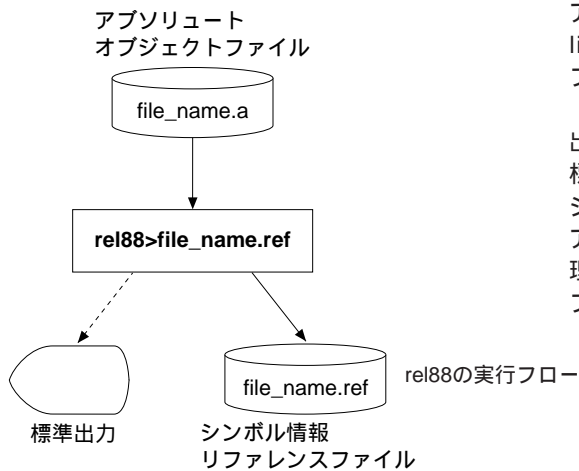 アブソリュート
オブジェクトファイル
file_name.a
rel88>file_name.ref
file_name.ref
rel88の実行フロー
標準出力
シンボル情報
リファレンスファイル